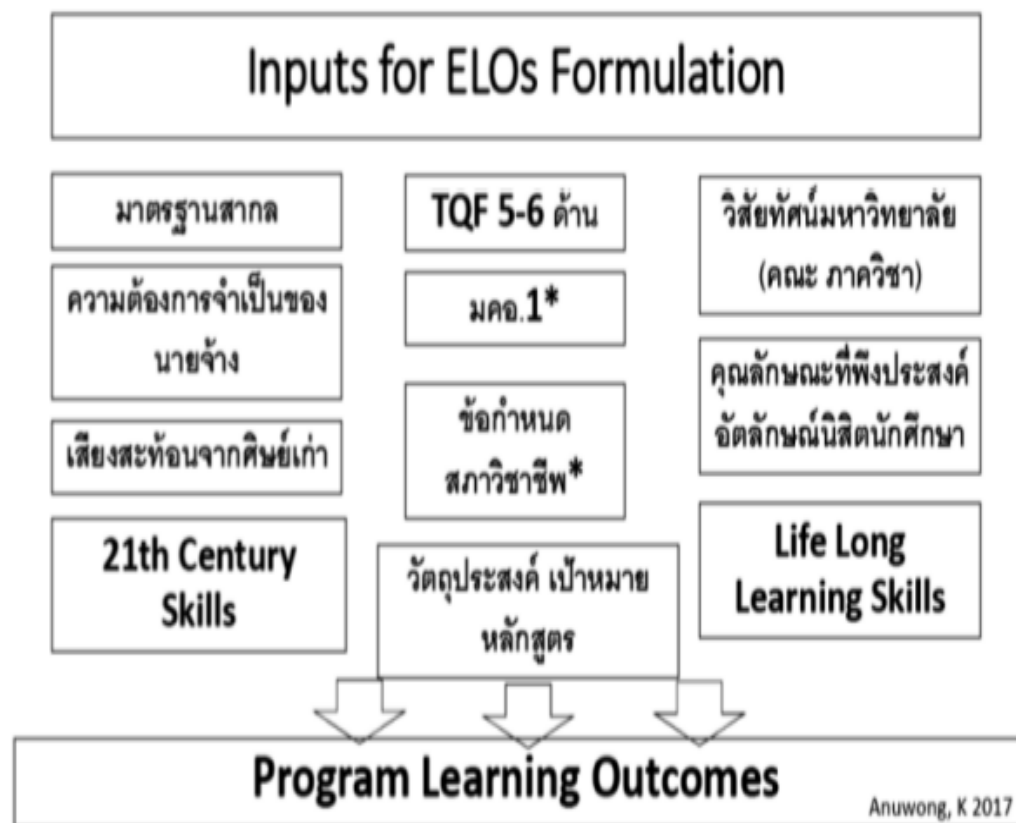 Inputs for ELOs Formulation
มาตรฐานสากล
ความต้องการจำเป็นของ
นายจ้าง
เสียงสะท้อนจากศิษย์เก่า
21th Century
Skills
TQF 5-6 ด้าน
มคอ.1*
ข้อกำหนด
สภาวิชาชีพ*
วัตถุประสงค์ เป้าหมาย
หลักสูตร
วิสัยทัศน์มหาวิทยาลัย
(คณะ ภาควิชา)
คุณลักษณะที่พึงประสงค์
อัตลักษณ์นิสิตนักศึกษา
Life Long
Learning Skills
Program Learning Outcomes
Anuwong, K 2017